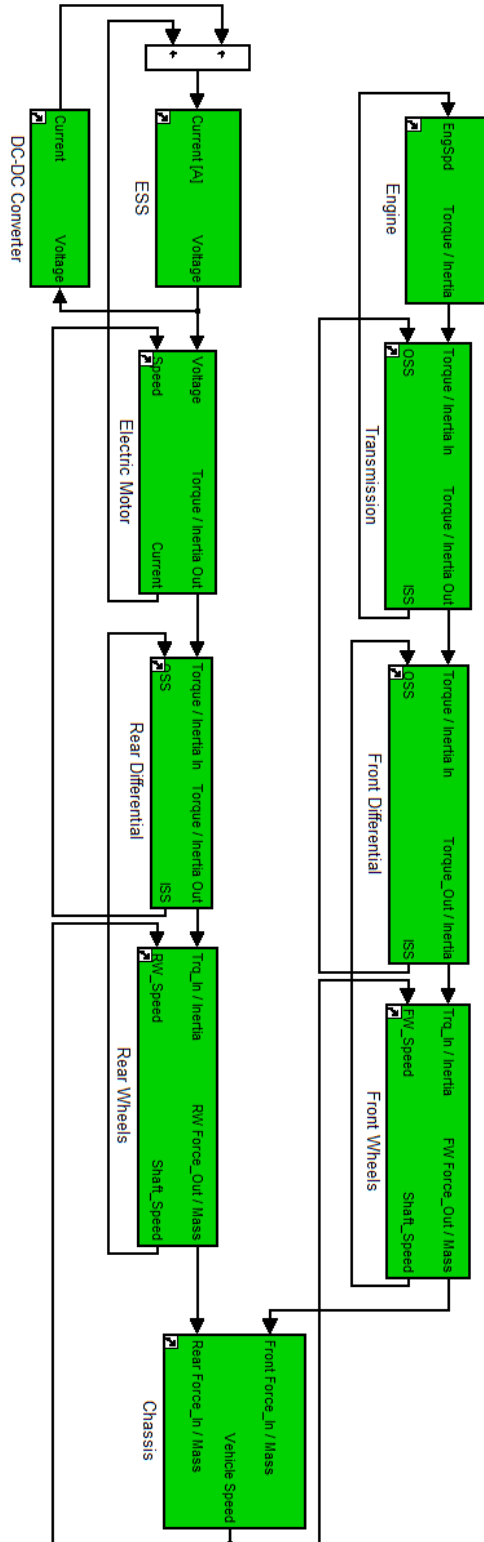 EngSpd
Torque / Inertia
Engine
Torque / Inertia In
Torque / Inertia Out
OSS
ISS
Transmission
Torque / Inertia In
Torque_Out / Inertia
OSS
ISS
Front Differential
Trq_In / Inertia
FW Force_Out / Mass
FW_Speed
Shaft_Speed
Front Wheels
+
+
Current [A]
Voltage
ESS
Current
Voltage
DC-DC Converter
Voltage
Torque / Inertia Out
Speed
Current
Electric Motor
Torque / Inertia In
Torque / Inertia Out
OSS
ISS
Rear Differential
Trq_In / Inertia
RW Force_Out / Mass
RW_Speed
Shaft_Speed
Rear Wheels
Front Force_In / Mass
Vehicle Speed
Rear Force_In / Mass
Chassis